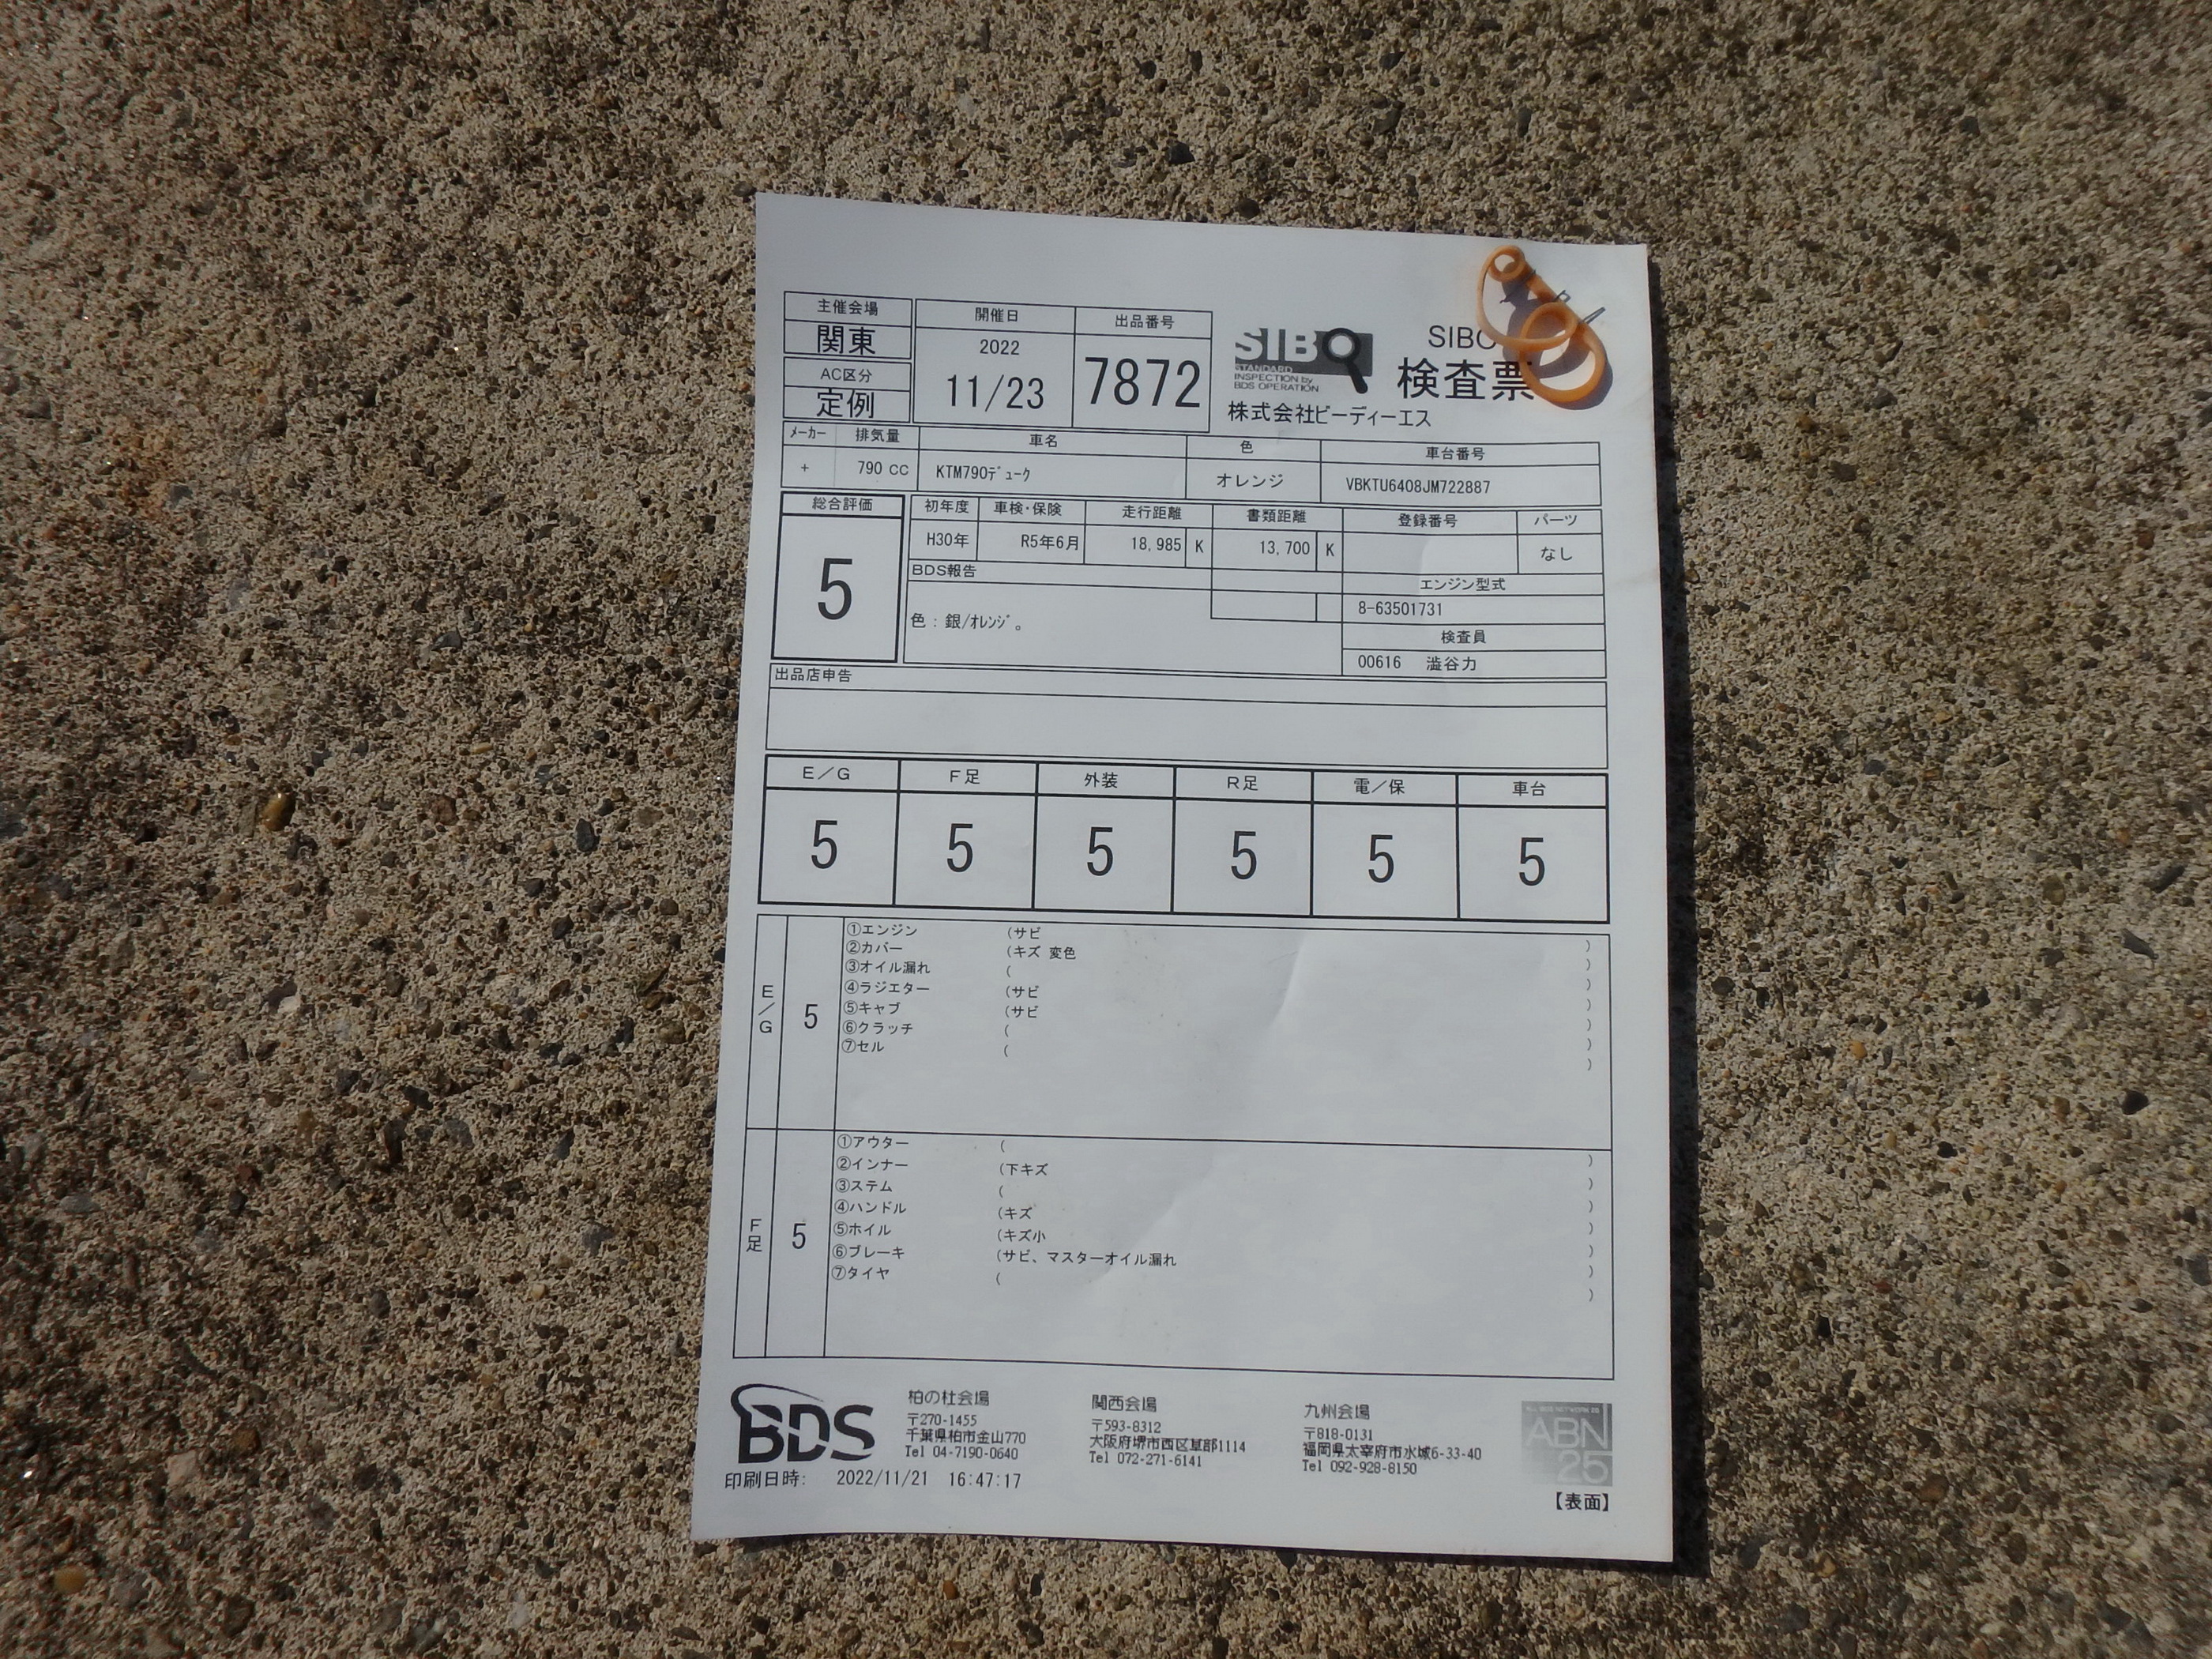 主催会場
関東
AC区分
定例
開催日
2022
11/23
出品番号
7872
SIBO
STANDARD
INSPECTION by
BDS OPERATION
SIBO
検査票
株式会社ビーディーエス
メーカー 排気量 車名 色 車台番号
+ 790 CC KTM790デューク オレンジ VBKTU6408JM722887
総合評価
5
初年度 車検・保険 走行距離 書類距離 登録番号 パーツ
H30年 R5年6月 18,985 K 13,700 K なし
BDS報告
色：銀/オレンジ。
エンジン型式
8-63501731
検査員
00616 澁谷力
出品店申告
E／G F足 外装 R足 電／保 車台
5 5 5 5 5 5
E／G
5
①エンジン (サビ )
②カバー (キズ 変色 )
③オイル漏れ ( )
④ラジエター (サビ )
⑤キャブ (サビ )
⑥クラッチ ( )
⑦セル ( )
F足
5
①アウター ( )
②インナー (下キズ )
③ステム ( )
④ハンドル (キズ )
⑤ホイル (キズ小 )
⑥ブレーキ (サビ、マスターオイル漏れ )
⑦タイヤ ( )
BDS
柏の杜会場
〒270-1455
千葉県柏市金山770
Tel 04-7190-0640
関西会場
〒593-8312
大阪府堺市西区草部1114
Tel 072-271-6141
九州会場
〒818-0131
福岡県太宰府市水城6-33-40
Tel 092-928-8150
ABN
25
印刷日時: 2022/11/21 16:47:17
【表面】